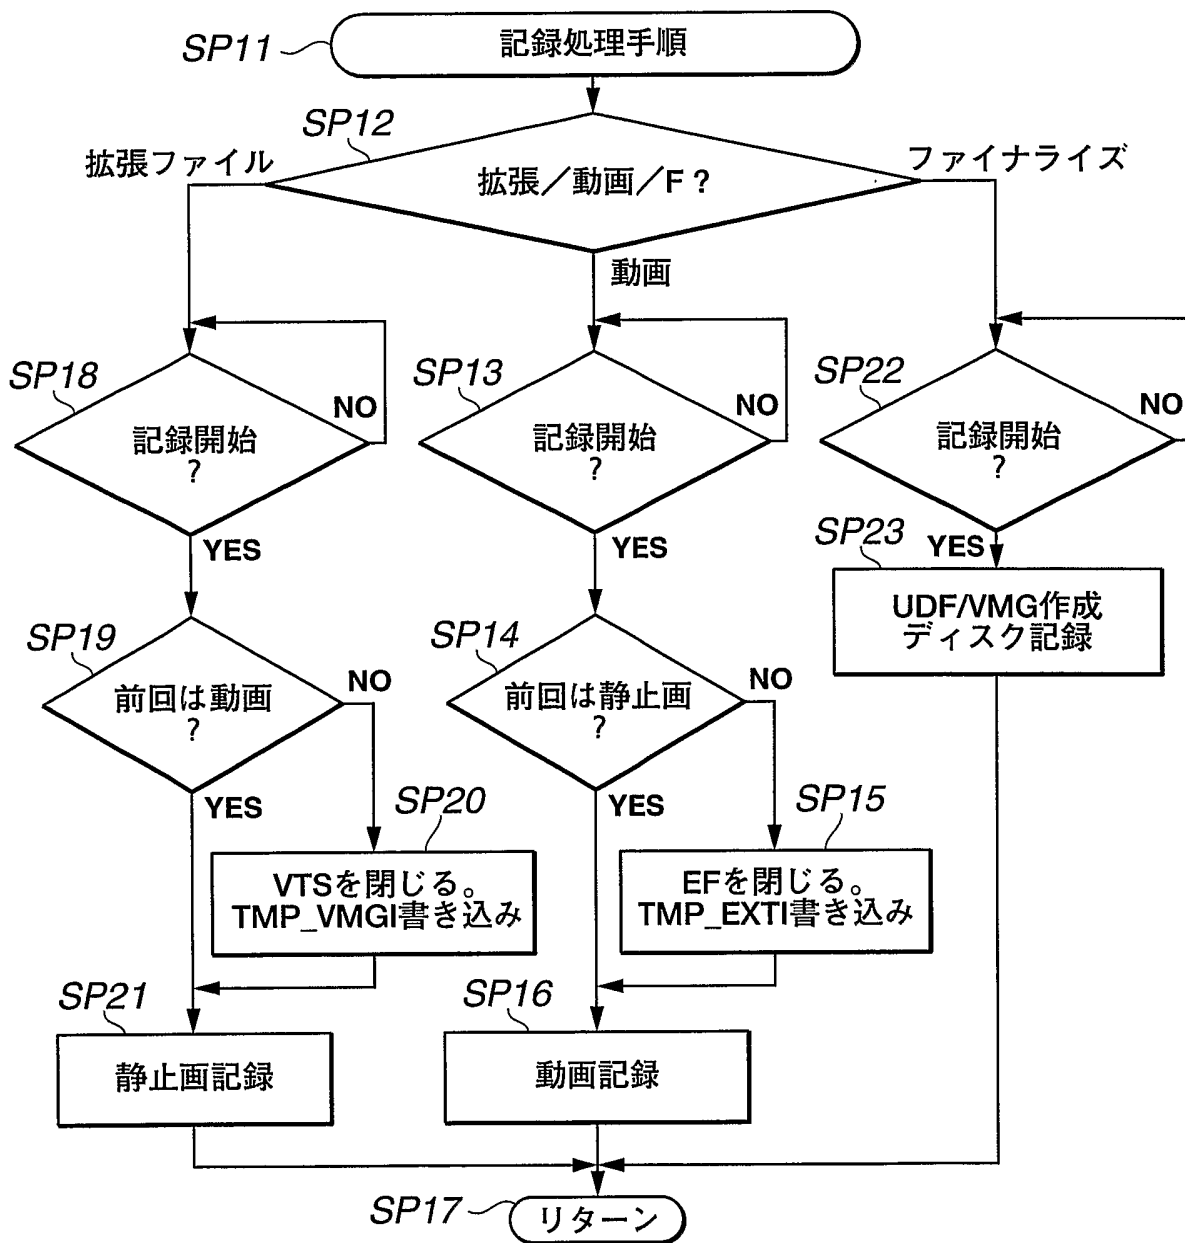 SP11
記録処理手順
SP12
拡張ファイル
拡張／動画／F？
ファイナライズ
動画
SP18
記録開始
?
NO
YES
SP13
記録開始
?
NO
YES
SP22
記録開始
?
NO
YES
SP23
UDF/VMG作成
ディスク記録
SP19
前回は動画
?
NO
YES
SP14
前回は静止画
?
NO
YES
SP20
VTSを閉じる。
TMP_VMGI書き込み
SP15
EFを閉じる。
TMP_EXTI書き込み
SP21
静止画記録
SP16
動画記録
SP17
リターン